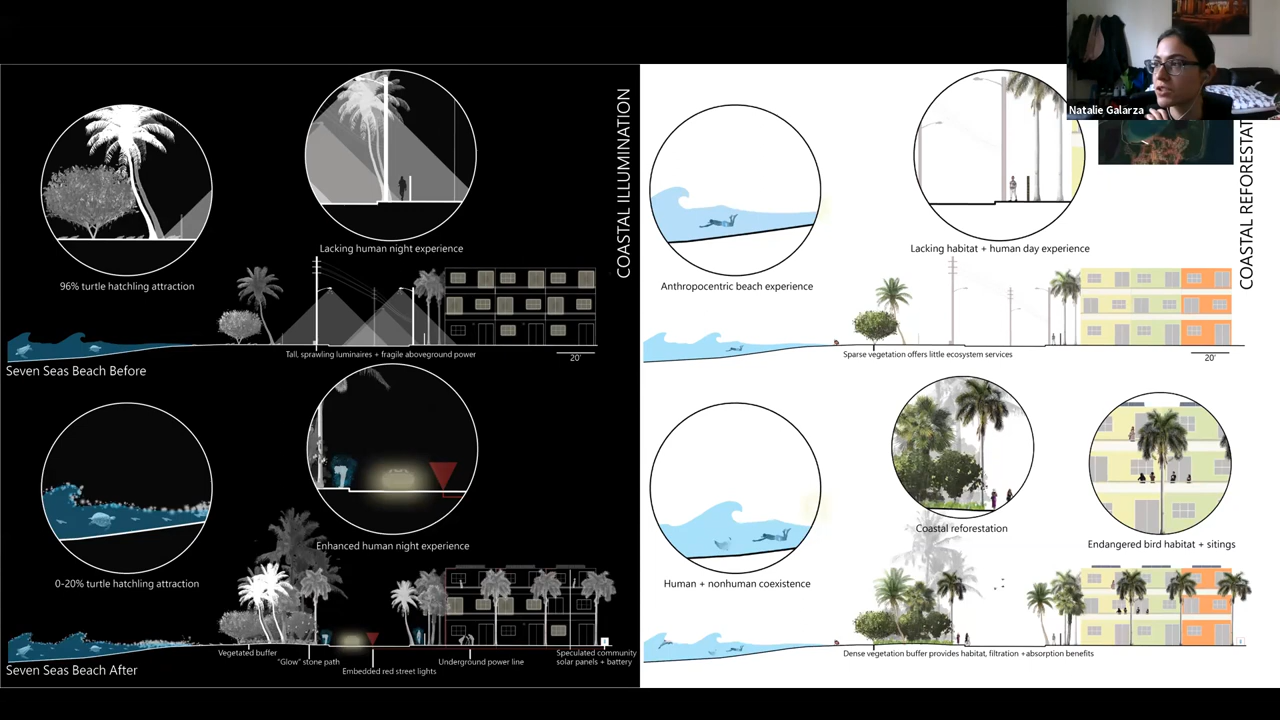 Natalie Galarza
COASTAL ILLUMINATION
Lacking human night experience
96% turtle hatchling attraction
Tall, sprawling luminaires + fragile aboveground power
20'
Seven Seas Beach Before
Enhanced human night experience
0-20% turtle hatchling attraction
Vegetated buffer
"Glow" stone path
Embedded red street lights
Underground power line
Speculated community
solar panels + battery
Seven Seas Beach After
COASTAL REFORESTAT
Lacking habitat + human day experience
Anthropocentric beach experience
Sparse vegetation offers little ecosystem services
20'
Coastal reforestation
Endangered bird habitat + sitings
Human + nonhuman coexistence
Dense vegetation buffer provides habitat, filtration + absorption benefits